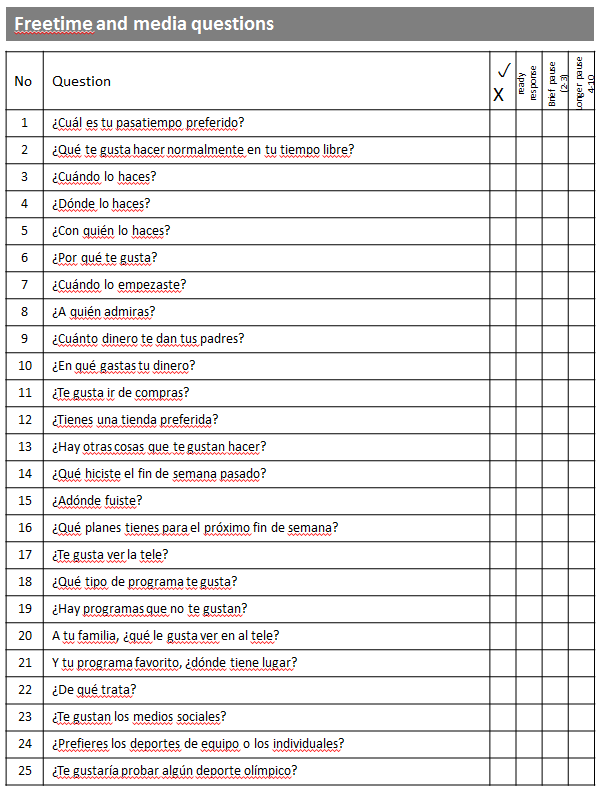 Freetime and media questions
No Question ✓ X ready response Brief pause (2-3) onger pause 4-10
1 ¿Cuál es tu pasatiempo preferido?
2 ¿Qué te gusta hacer normalmente en tu tiempo libre?
3 ¿Cuándo lo haces?
4 ¿Dónde lo haces?
5 ¿Con quién lo haces?
6 ¿Por qué te gusta?
7 ¿Cuándo lo empezaste?
8 ¿A quién admiras?
9 ¿Cuánto dinero te dan tus padres?
10 ¿En qué gastas tu dinero?
11 ¿Te gusta ir de compras?
12 ¿Tienes una tienda preferida?
13 ¿Hay otras cosas que te gustan hacer?
14 ¿Qué hiciste el fin de semana pasado?
15 ¿Adónde fuiste?
16 ¿Qué planes tienes para el próximo fin de semana?
17 ¿Te gusta ver la tele?
18 ¿Qué tipo de programa te gusta?
19 ¿Hay programas que no te gustan?
20 A tu familia, ¿qué le gusta ver en al tele?
21 Y tu programa favorito, ¿dónde tiene lugar?
22 ¿De qué trata?
23 ¿Te gustan los medios sociales?
24 ¿Prefieres los deportes de equipo o los individuales?
25 ¿Te gustaría probar algún deporte olímpico?